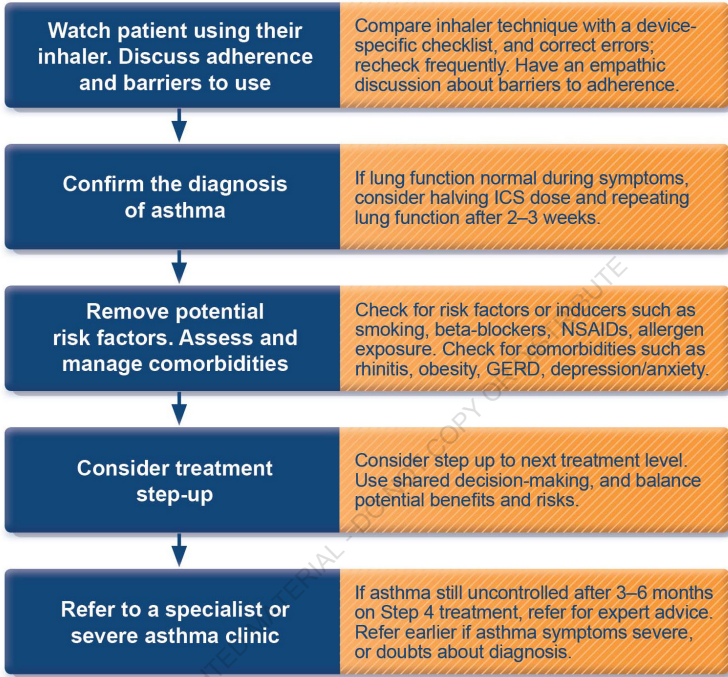 Watch patient using their
inhaler. Discuss adherence
and barriers to use
Compare inhaler technique with a device-
specific checklist, and correct errors;
recheck frequently. Have an empathic
discussion about barriers to adherence.
Confirm the diagnosis
of asthma
If lung function normal during symptoms,
consider halving ICS dose and repeating
lung function after 2–3 weeks.
Remove potential
risk factors. Assess and
manage comorbidities
Check for risk factors or inducers such as
smoking, beta-blockers, NSAIDs, allergen
exposure. Check for comorbidities such as
rhinitis, obesity, GERD, depression/anxiety.
Consider treatment
step-up
Consider step up to next treatment level.
Use shared decision-making, and balance
potential benefits and risks.
Refer to a specialist or
severe asthma clinic
If asthma still uncontrolled after 3–6 months
on Step 4 treatment, refer for expert advice.
Refer earlier if asthma symptoms severe,
or doubts about diagnosis.